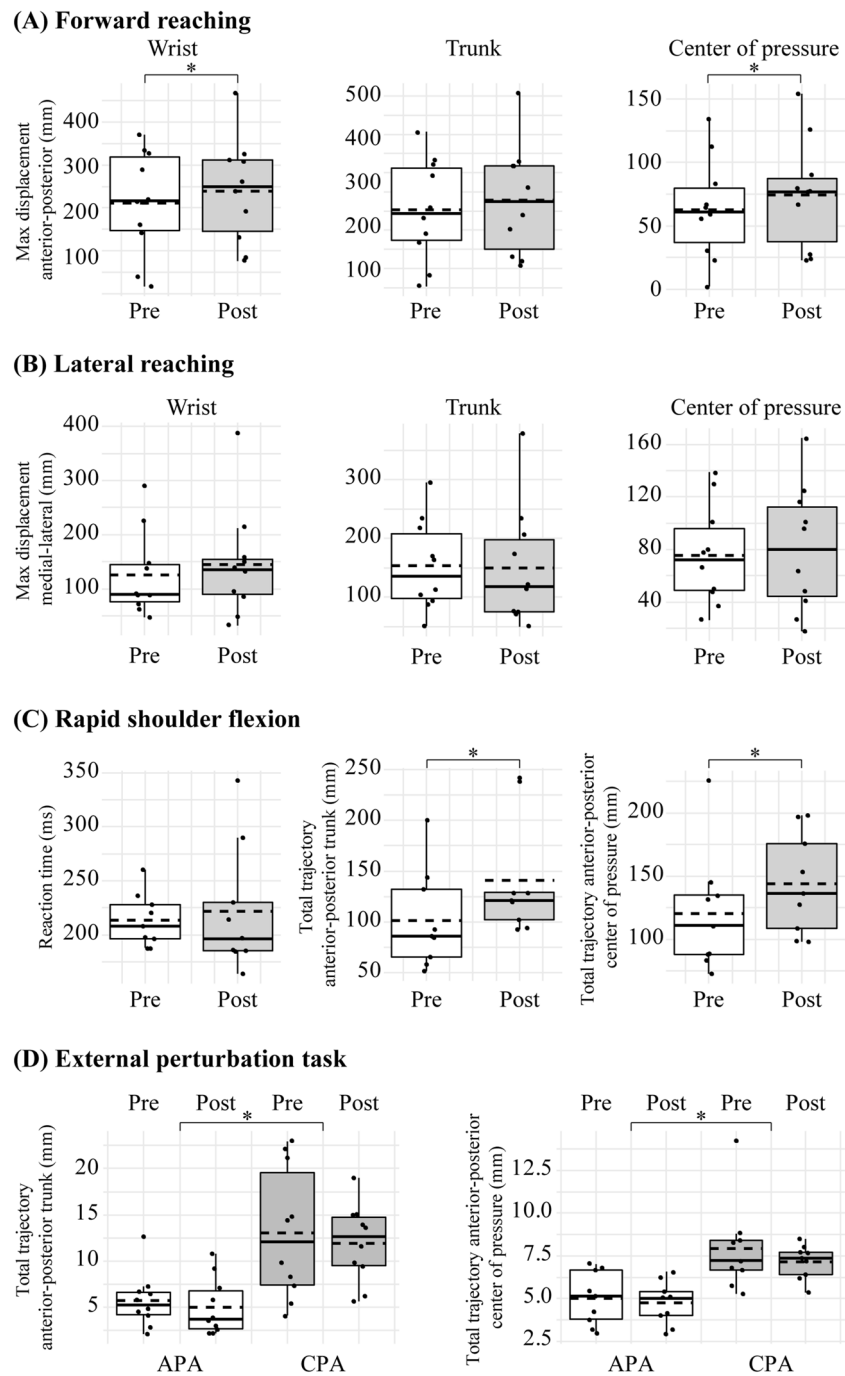 (A) Forward reaching
Wrist
Trunk
Center of pressure
*
*
Max displacement
anterior-posterior (mm)
400
300
200
100
500
400
300
200
100
150
100
50
0
Pre
Post
Pre
Post
Pre
Post
(B) Lateral reaching
Wrist
Trunk
Center of pressure
Max displacement
medial-lateral (mm)
400
300
200
100
300
200
100
160
120
80
40
Pre
Post
Pre
Post
Pre
Post
(C) Rapid shoulder flexion
*
*
Reaction time (ms)
350
300
250
200
Total trajectory
anterior-posterior trunk (mm)
250
200
150
100
50
Total trajectory anterior-posterior
center of pressure (mm)
200
150
100
Pre
Post
Pre
Post
Pre
Post
(D) External perturbation task
Pre
Post
Pre
Post
Pre
Post
Pre
Post
*
*
Total trajectory
anterior-posterior trunk (mm)
20
15
10
5
Total trajectory anterior-posterior
center of pressure (mm)
12.5
10.0
7.5
5.0
2.5
APA
CPA
APA
CPA